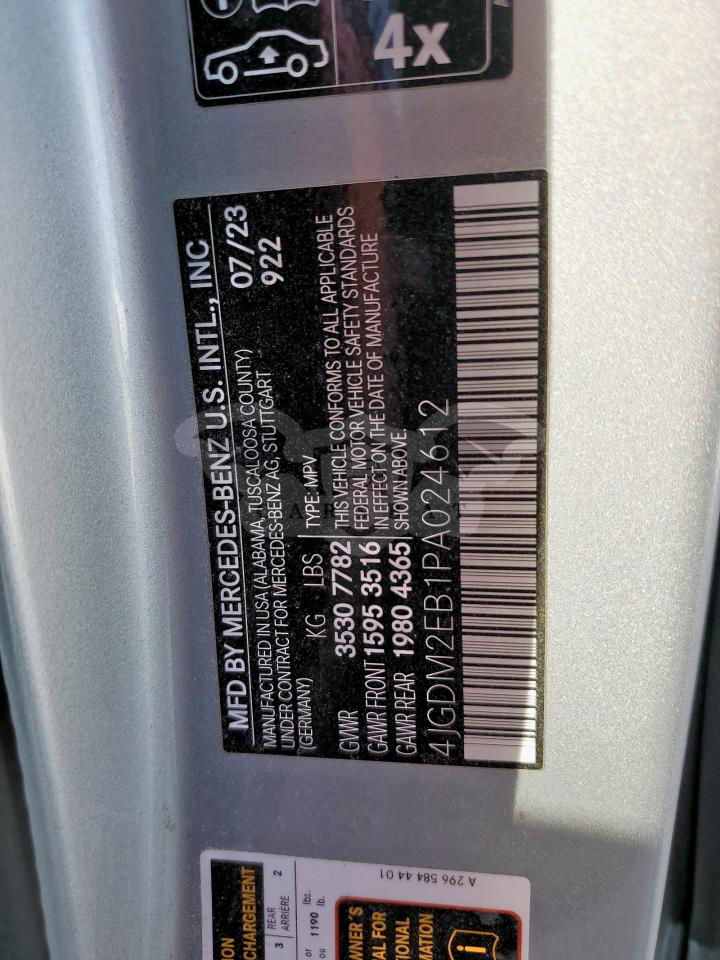 4x
MFD BY MERCEDES-BENZ U.S. INTL., INC
MANUFACTURED IN USA (ALABAMA, TUSCALOOSA COUNTY)
UNDER CONTRACT FOR MERCEDES-BENZ AG, STUTTGART
(GERMANY)
07/23
922
KG LBS TYPE: MPV
GVWR 3530 7782 THIS VEHICLE CONFORMS TO ALL APPLICABLE
GAWR FRONT 1595 3516 FEDERAL MOTOR VEHICLE SAFETY STANDARDS
IN EFFECT ON THE DATE OF MANUFACTURE
GAWR REAR 1980 4365 SHOWN ABOVE
4JGDM2EB1PA024612
CHARGEMENT
3 REAR 2
ARRIÈRE
or 1190 lbs.
ou lb.
A 296 584 44 01